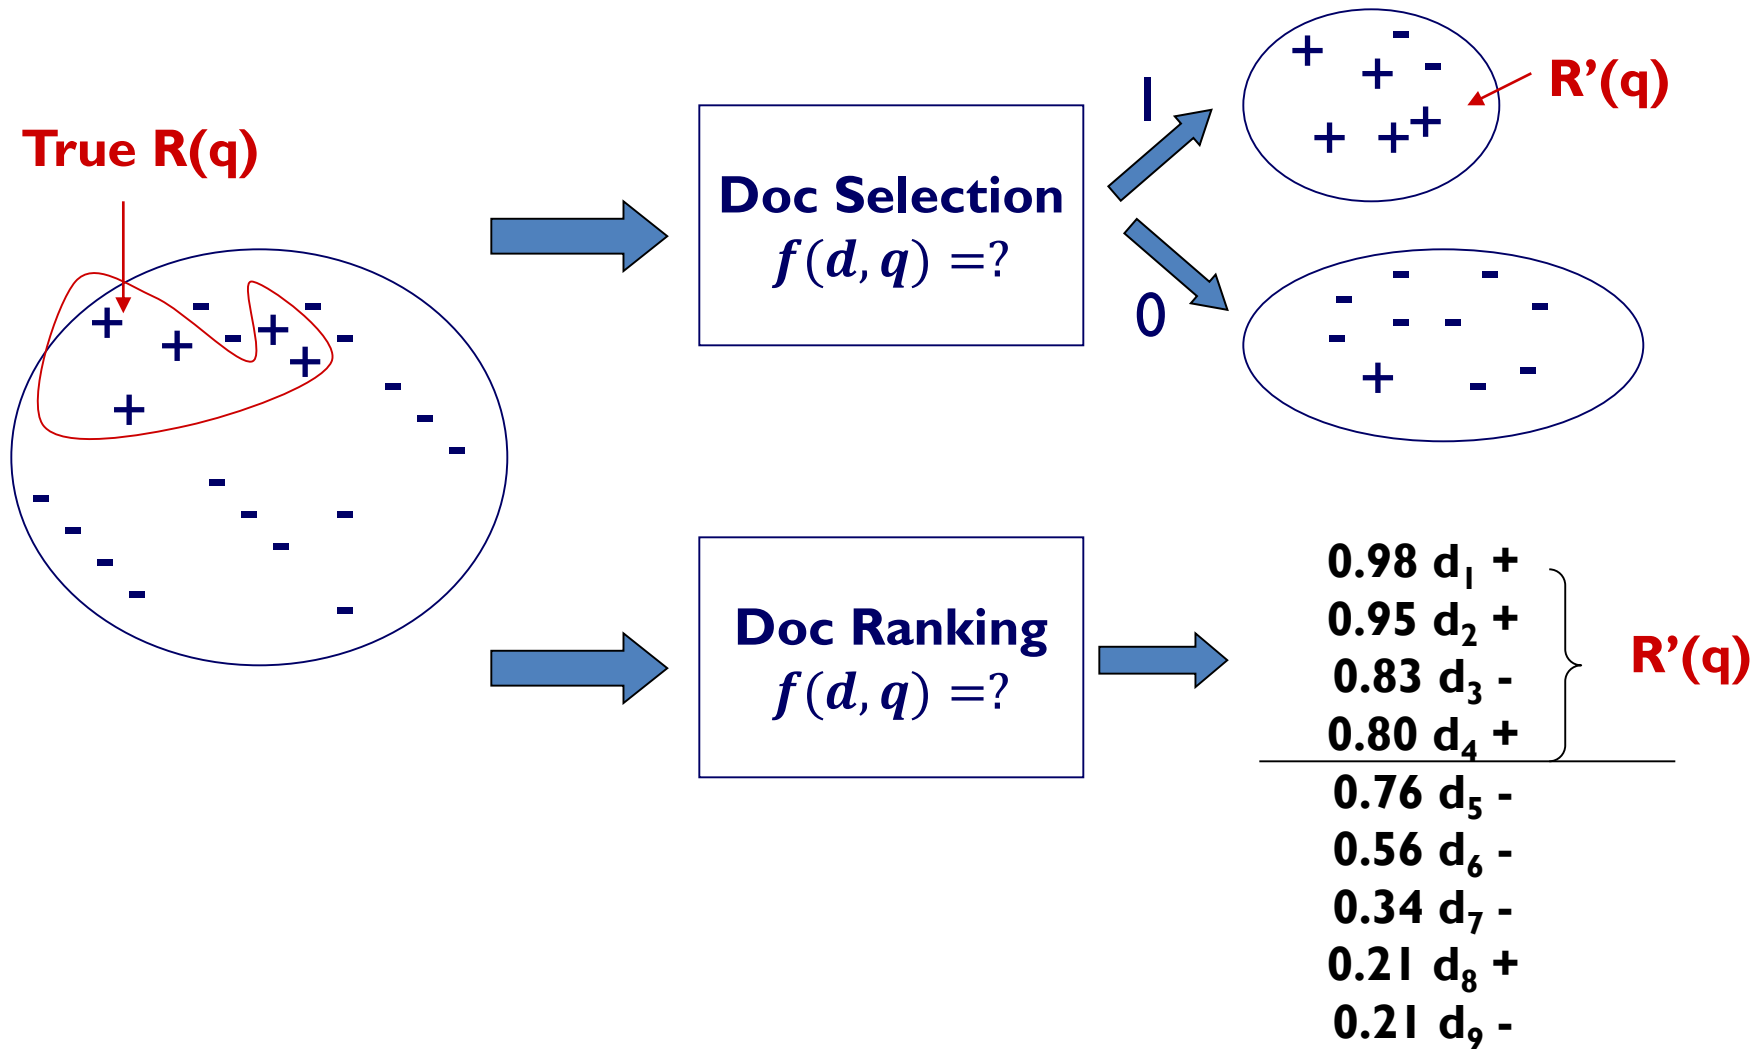 True R(q)
Doc Selection
f(d, q) =?
1
0
R’(q)
Doc Ranking
f(d, q) =?
0.98 d₁ +
0.95 d₂ +
0.83 d₃ -
0.80 d₄ +
0.76 d₅ -
0.56 d₆ -
0.34 d₇ -
0.21 d₈ +
0.21 d₉ -
R’(q)